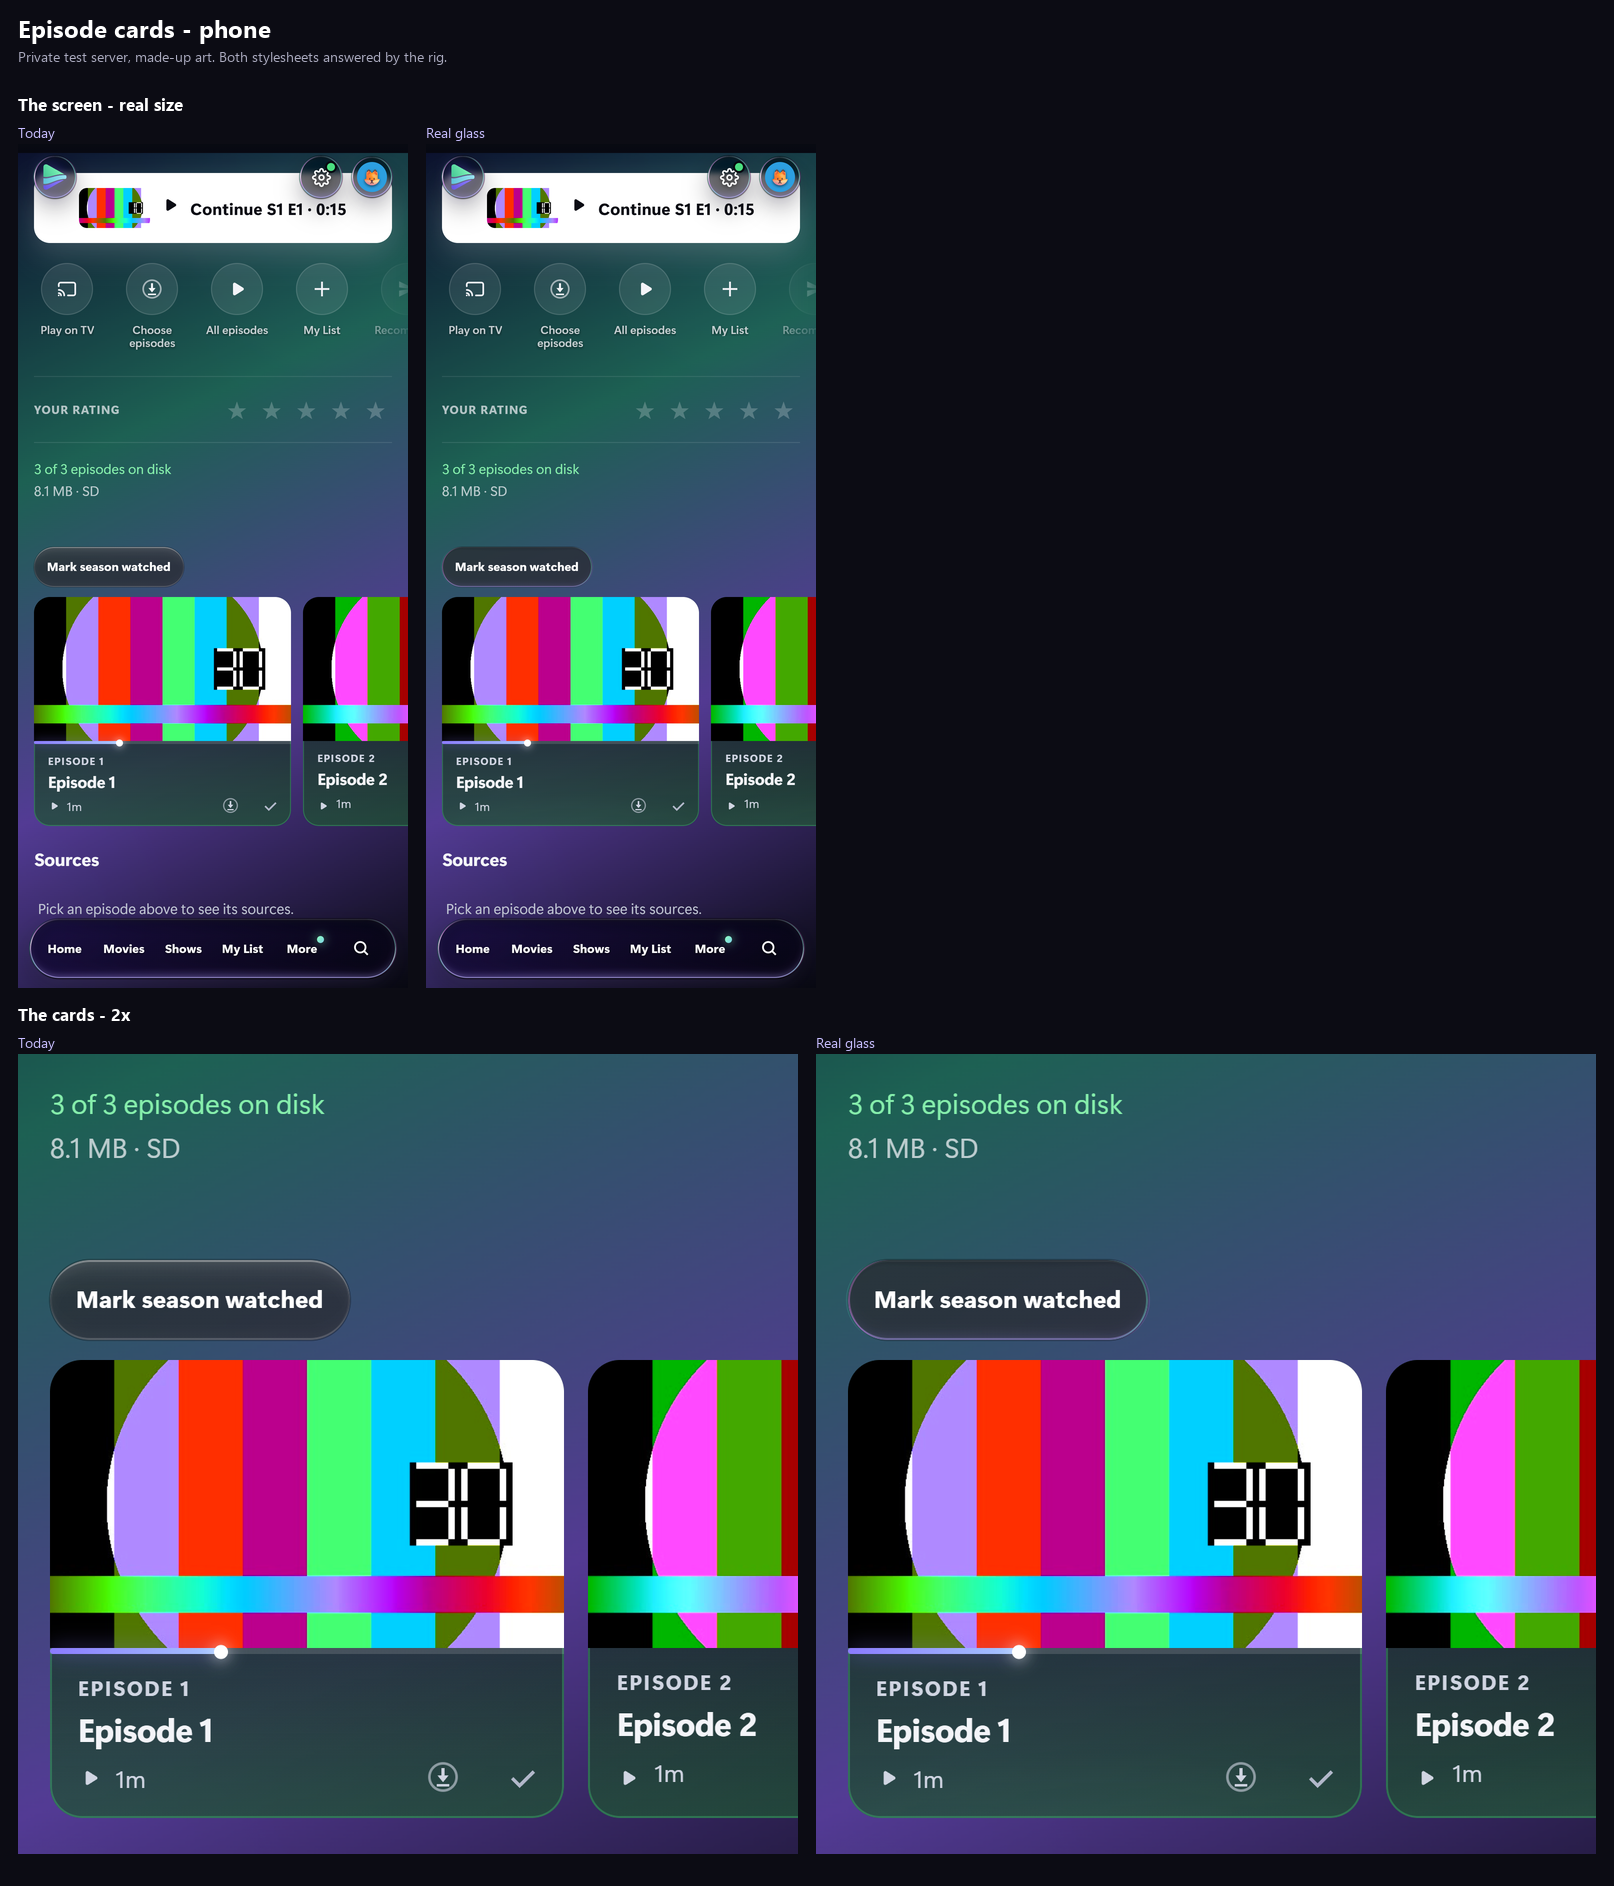 Episode cards - phone
Private test server, made-up art. Both stylesheets answered by the rig.
The screen - real size
Today
Continue S1 E1 · 0:15
Play on TV
Choose episodes
All episodes
My List
YOUR RATING
3 of 3 episodes on disk
8.1 MB · SD
Mark season watched
EPISODE 1
Episode 1
1m
EPISODE 2
Episode 2
1m
Sources
Pick an episode above to see its sources.
Home Movies Shows My List More
Real glass
Continue S1 E1 · 0:15
Play on TV
Choose episodes
All episodes
My List
YOUR RATING
3 of 3 episodes on disk
8.1 MB · SD
Mark season watched
EPISODE 1
Episode 1
1m
EPISODE 2
Episode 2
1m
Sources
Pick an episode above to see its sources.
Home Movies Shows My List More
The cards - 2x
Today
3 of 3 episodes on disk
8.1 MB · SD
Mark season watched
EPISODE 1
Episode 1
1m
EPISODE 2
Episode 2
1m
Real glass
3 of 3 episodes on disk
8.1 MB · SD
Mark season watched
EPISODE 1
Episode 1
1m
EPISODE 2
Episode 2
1m